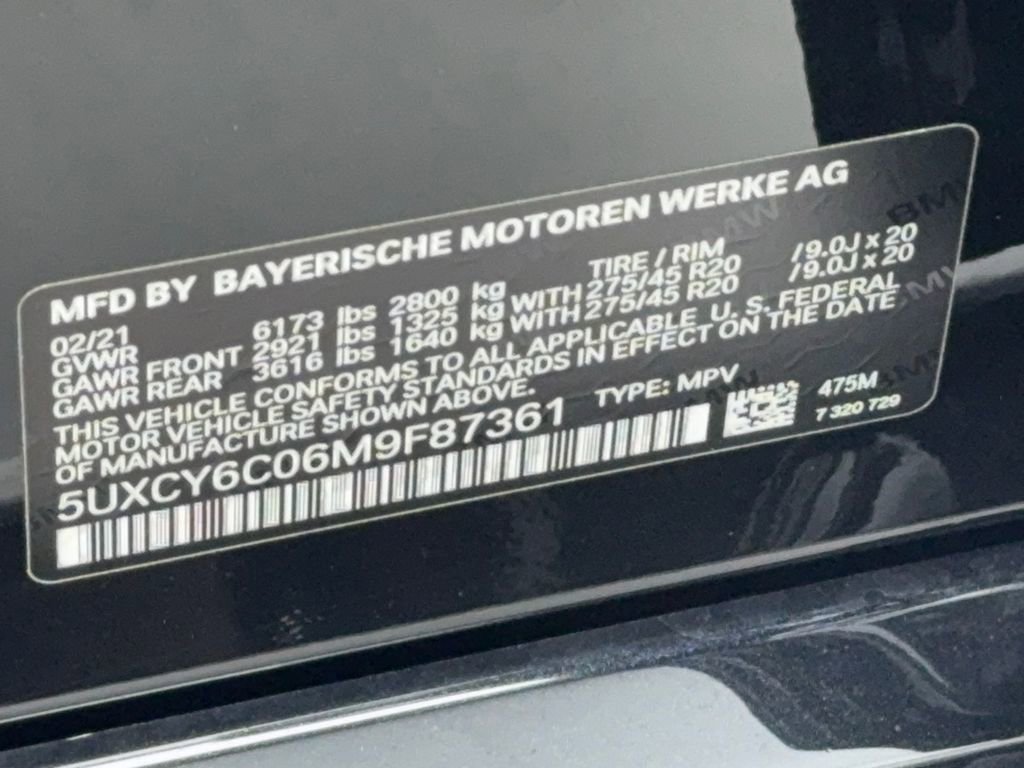 MFD BY BAYERISCHE MOTOREN WERKE AG
02/21 TIRE / RIM
GVWR 6173 lbs 2800 kg
GAWR FRONT 2921 lbs 1325 kg WITH 275/45 R20 / 9.0J x 20
GAWR REAR 3616 lbs 1640 kg WITH 275/45 R20 / 9.0J x 20
THIS VEHICLE CONFORMS TO ALL APPLICABLE U. S. FEDERAL
MOTOR VEHICLE SAFETY STANDARDS IN EFFECT ON THE DATE
OF MANUFACTURE SHOWN ABOVE.
5UXCY6C06M9F87361 TYPE: MPV 475M
7 320 729